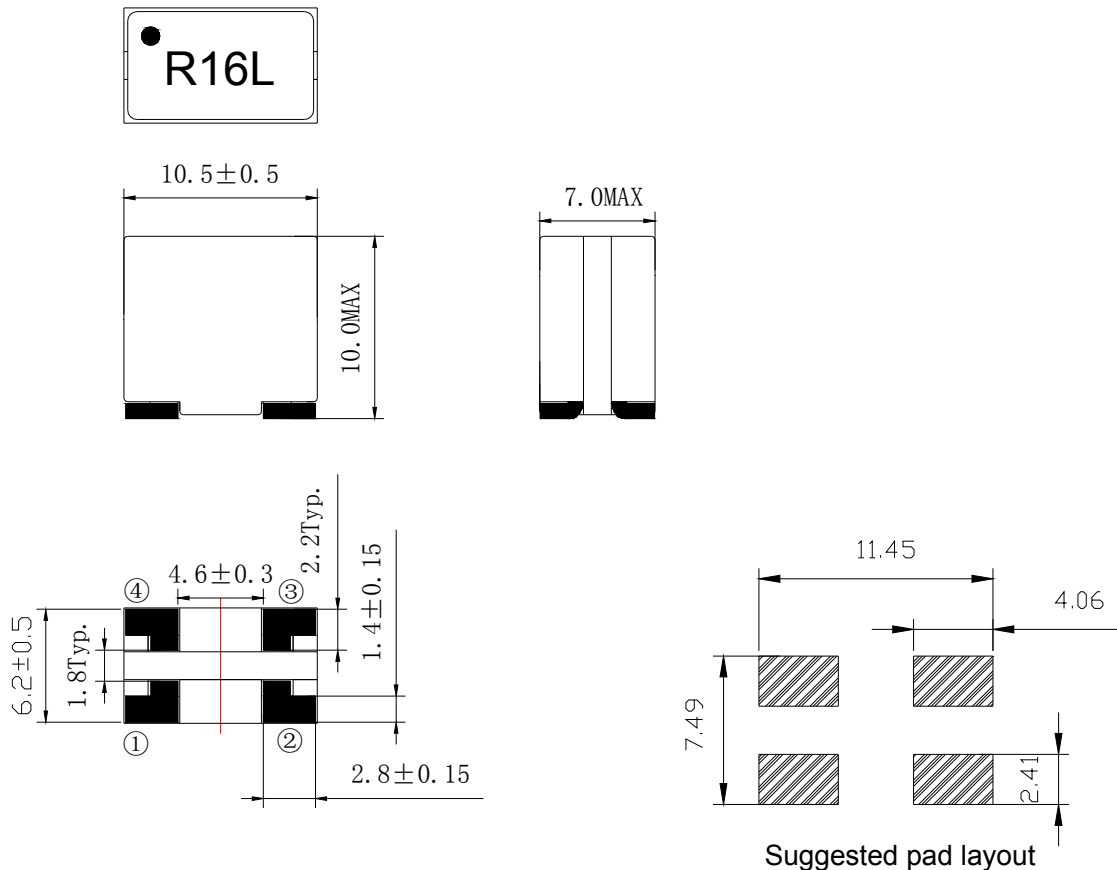 R16L
10.5±0.5
7.0MAX
10.0MAX
2.2Typ.
4.6±0.3
④
③
1.4±0.15
6.2±0.5
1.8Typ.
①
②
2.8±0.15
11.45
4.06
7.49
2.41
Suggested pad layout